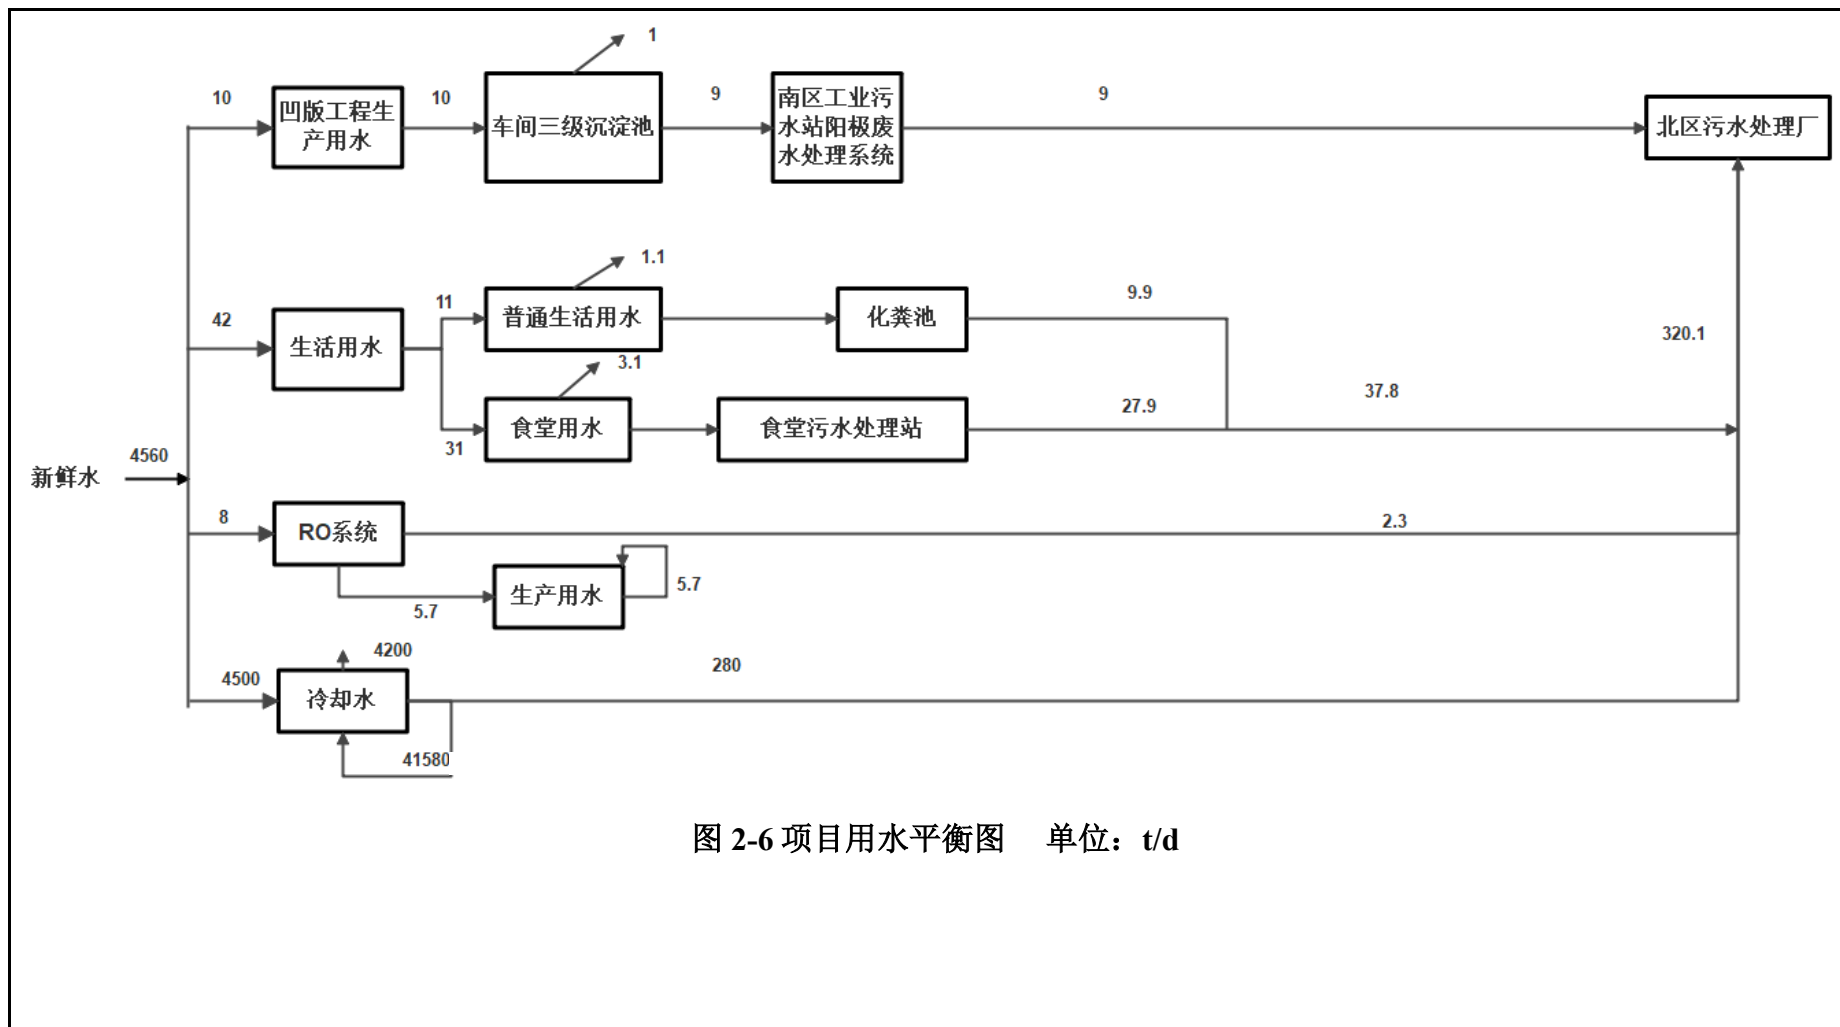 1
10
凹版工程生
产用水
10
车间三级沉淀池
9
南区工业污
水站阳极废
水处理系统
9
北区污水处理厂
1.1
42
生活用水
11
普通生活用水
化粪池
9.9
320.1
3.1
31
食堂用水
食堂污水处理站
27.9
37.8
新鲜水
4560
8
RO系统
2.3
5.7
生产用水
5.7
4200
4500
冷却水
280
41580
图 2-6 项目用水平衡图 单位：t/d